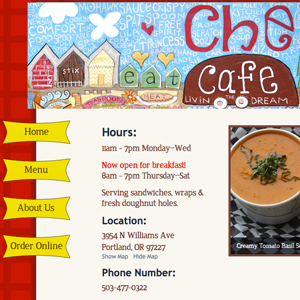 Che
COMFORT
STIX
eat
cafe
LIVIN THE DREAM
Home
Menu
About Us
Order Online
Hours:
11am - 7pm Monday–Wed
Now open for breakfast!
8am - 7pm Thursday–Sat
Serving sandwiches, wraps &
fresh doughnut holes.
Location:
3954 N Williams Ave
Portland, OR 97227
Show Map Hide Map
Phone Number:
503-477-0322
Creamy Tomato Basil